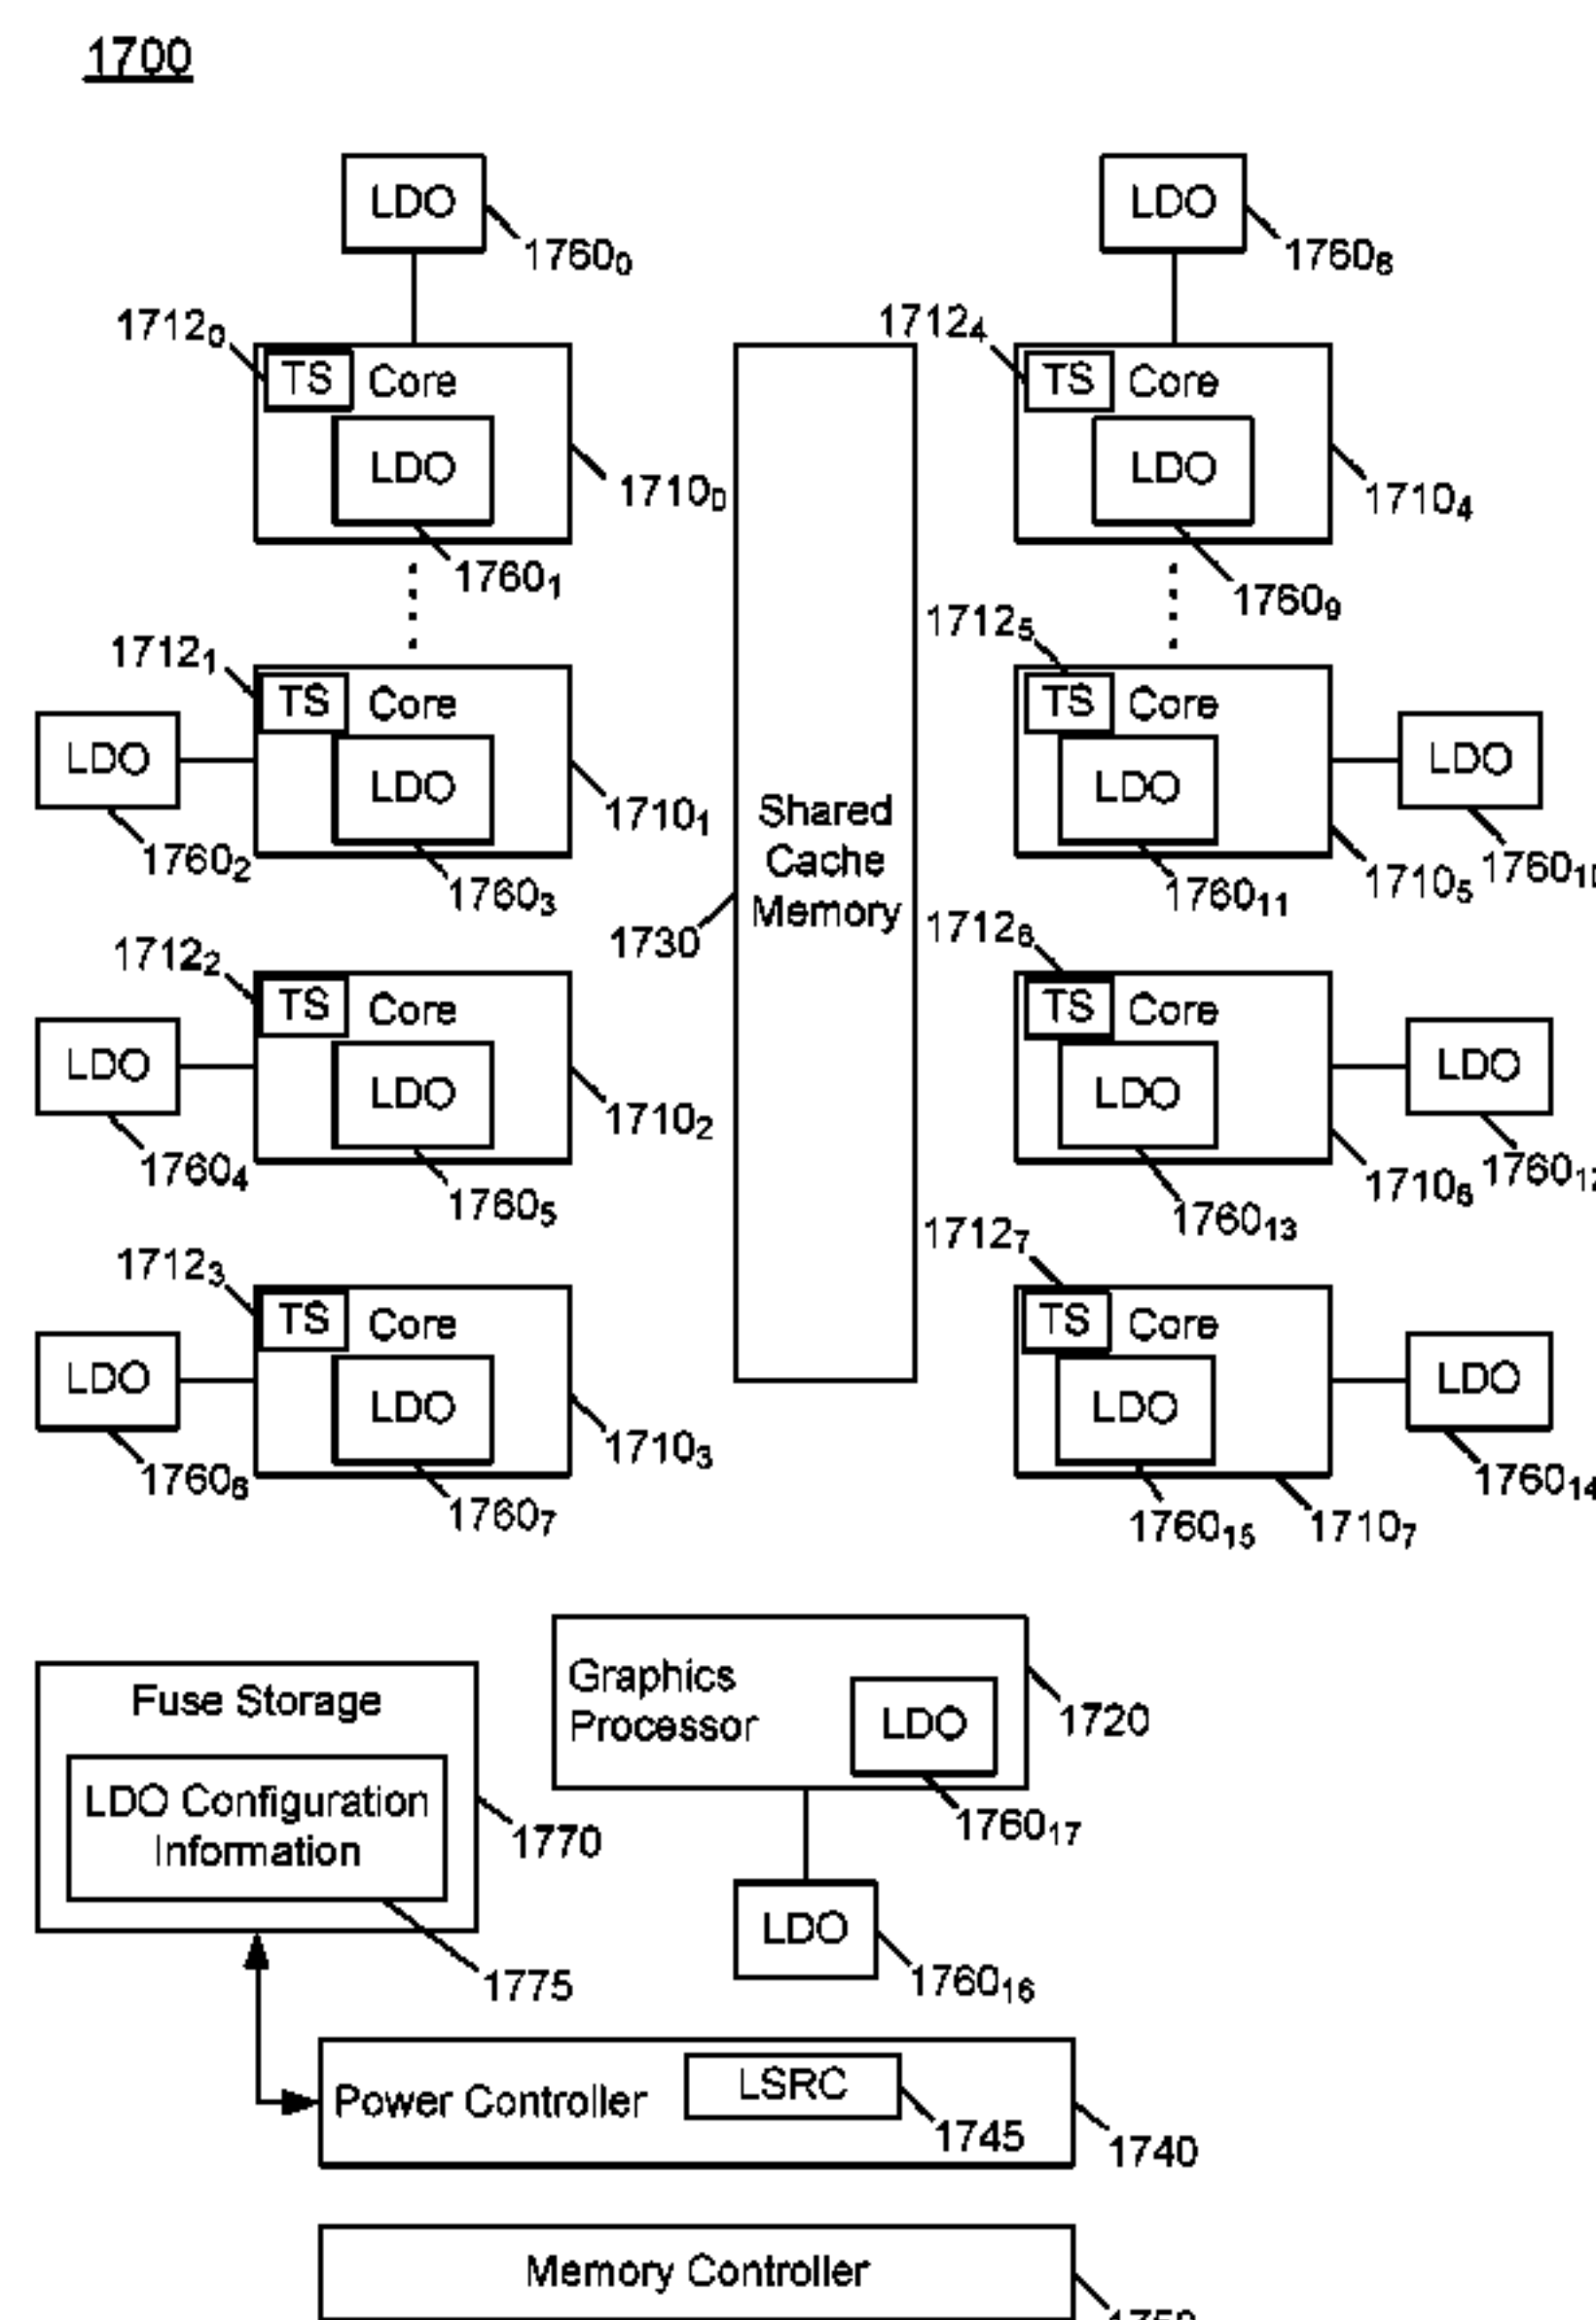 1700
LDO
LDO
1760₀
1760₈
1712₀
1712₄
TS Core
TS Core
LDO
LDO
1710₀
1710₄
1760₁
1760₉
1712₁
1712₅
TS Core
TS Core
LDO
LDO
LDO
LDO
1710₁
1760₂
1760₃
1760₁₁
1710₅
1760₁₀
Shared
Cache
Memory
1730
1712₂
1712₆
TS Core
TS Core
LDO
LDO
LDO
LDO
1710₂
1760₄
1760₅
1760₁₃
1710₆
1760₁₂
1712₃
1712₇
TS Core
TS Core
LDO
LDO
LDO
LDO
1710₃
1760₆
1760₇
1760₁₅
1710₇
1760₁₄
Graphics
Processor
LDO
1720
1760₁₇
LDO
1760₁₆
Fuse Storage
LDO Configuration
Information
1770
1775
Power Controller
LSRC
1745
1740
Memory Controller